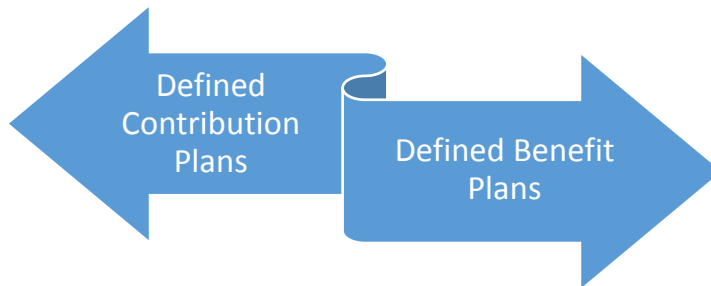 Defined
Contribution
Plans
Defined Benefit
Plans